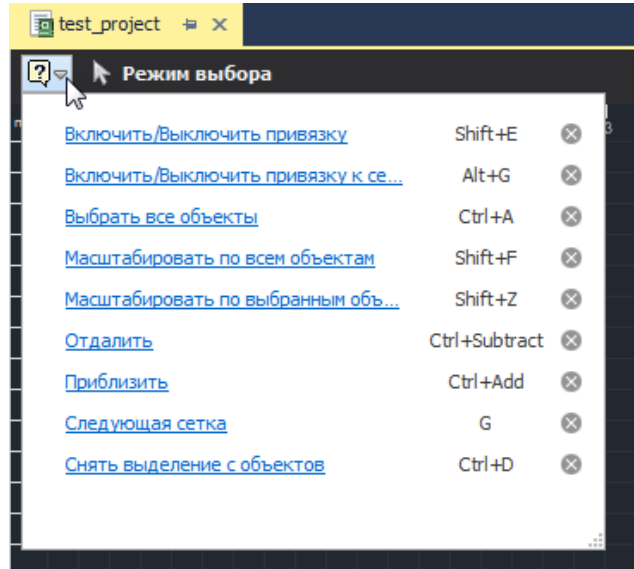 test_project
Режим выбора
3
Включить/Выключить привязку Shift+E
Включить/Выключить привязку к се... Alt+G
Выбрать все объекты Ctrl+A
Масштабировать по всем объектам Shift+F
Масштабировать по выбранным объ... Shift+Z
Отдалить Ctrl+Subtract
Приблизить Ctrl+Add
Следующая сетка G
Снять выделение с объектов Ctrl+D